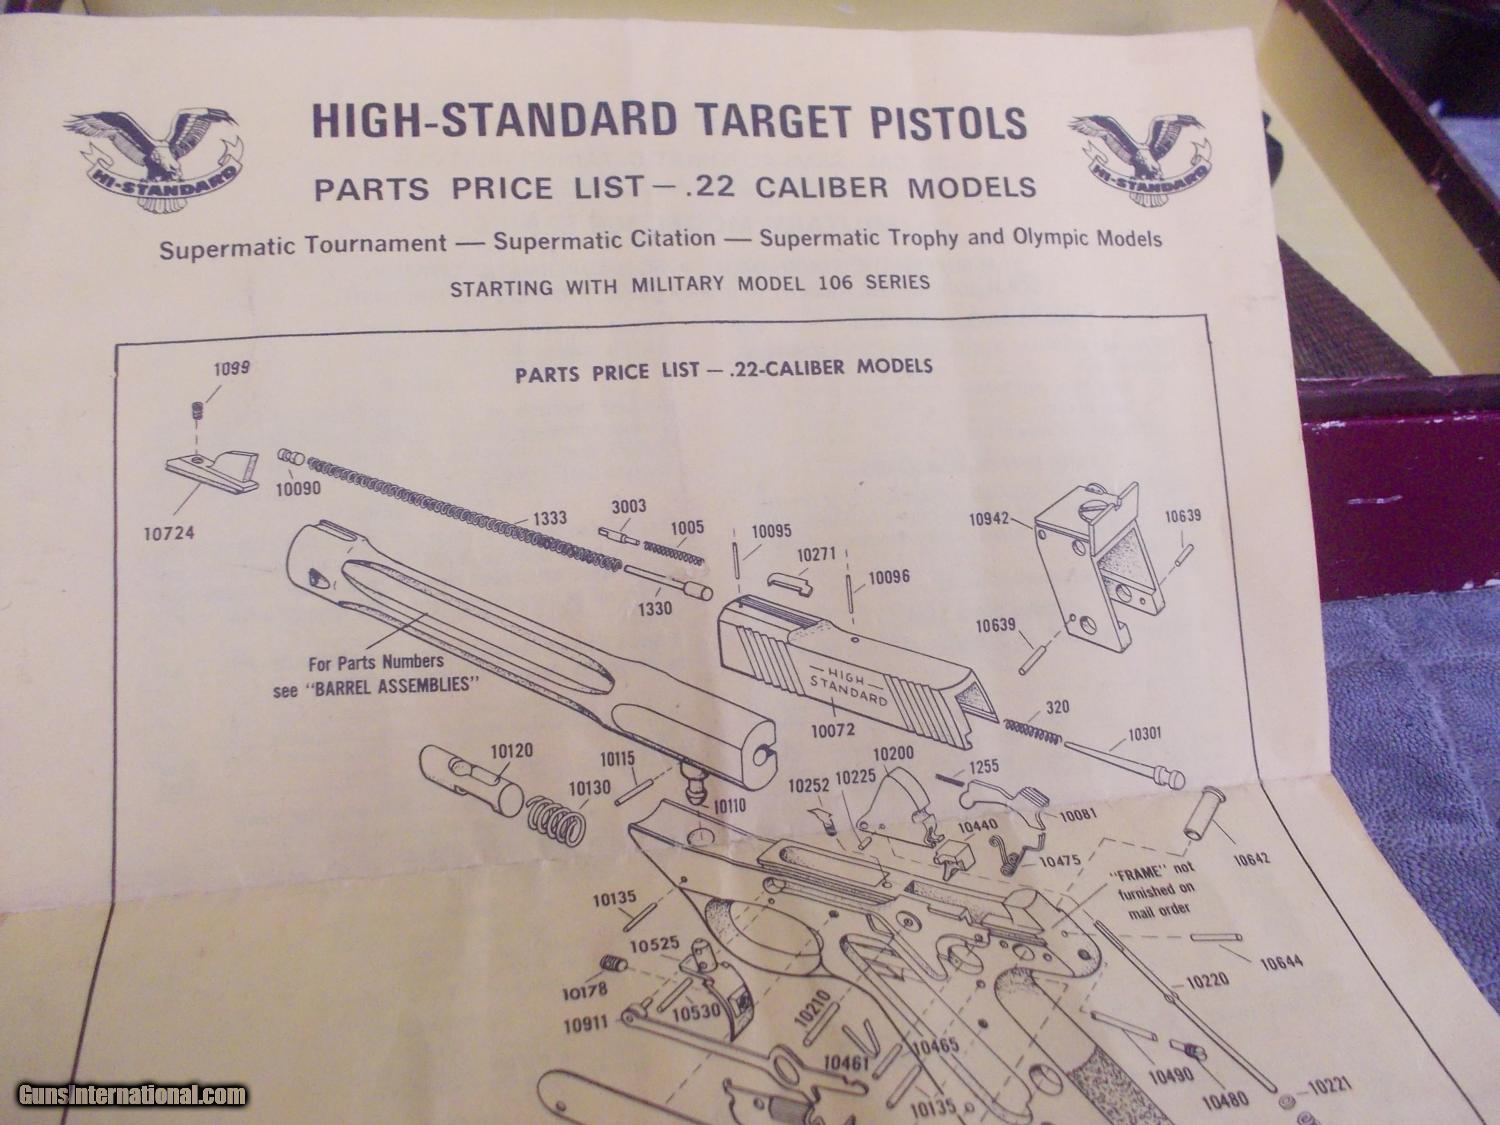 HIGH-STANDARD TARGET PISTOLS
HI-STANDARD
HI-STANDARD
PARTS PRICE LIST — .22 CALIBER MODELS
Supermatic Tournament — Supermatic Citation — Supermatic Trophy and Olympic Models
STARTING WITH MILITARY MODEL 106 SERIES
PARTS PRICE LIST — .22-CALIBER MODELS
1099
10090
10724
1333
3003
1005
10095
10271
10096
10942
10639
1330
10639
For Parts Numbers
see "BARREL ASSEMBLIES"
— HIGH —
STANDARD
10072
320
10301
10120
10115
10130
10110
10252
10225
10200
1255
10081
10440
10475
10642
"FRAME" not
furnished on
mail order
10135
10525
10178
10530
10911
10210
10461
10465
10135
10644
10220
10490
10480
10221
GunsInternational.com